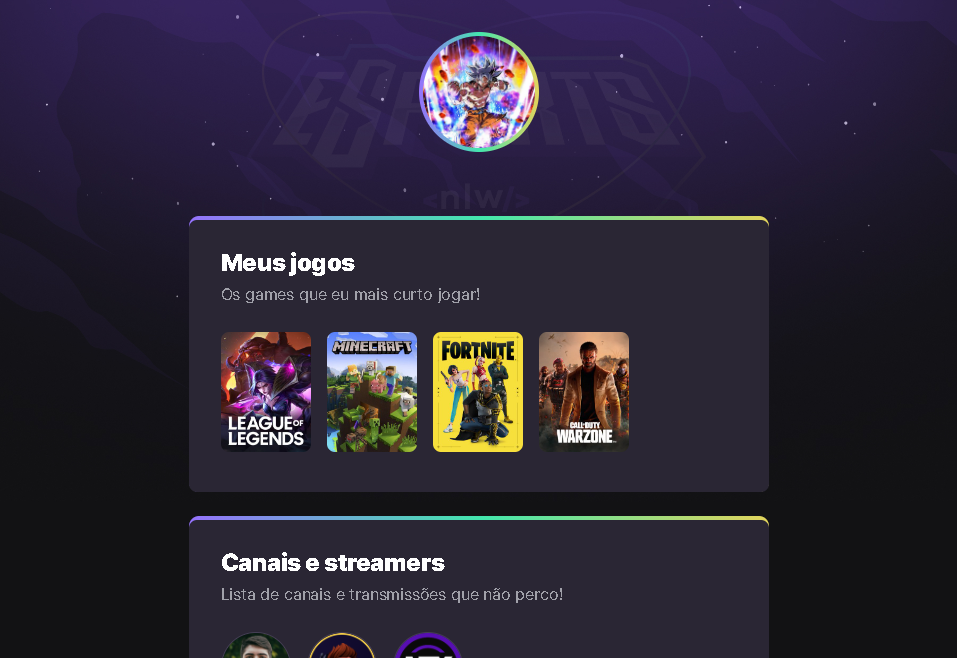 ESPORTS
<nlw/>
Meus jogos
Os games que eu mais curto jogar!
LEAGUE OF
LEGENDS
MINECRAFT
FORTNITE
CALL OF DUTY
WARZONE
Canais e streamers
Lista de canais e transmissões que não perco!